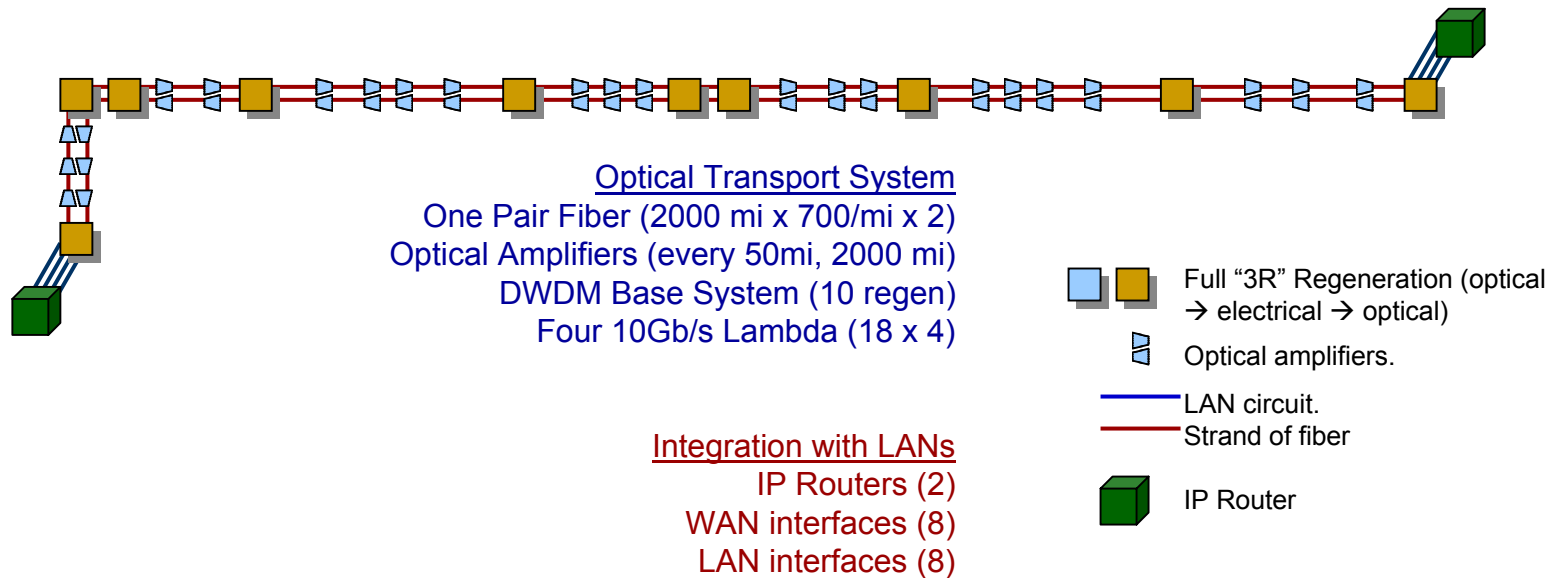 Optical Transport System
One Pair Fiber (2000 mi x 700/mi x 2)
Optical Amplifiers (every 50mi, 2000 mi)
DWDM Base System (10 regen)
Four 10Gb/s Lambda (18 x 4)
Integration with LANs
IP Routers (2)
WAN interfaces (8)
LAN interfaces (8)
Full “3R” Regeneration (optical
→ electrical → optical)
Optical amplifiers.
LAN circuit.
Strand of fiber
IP Router